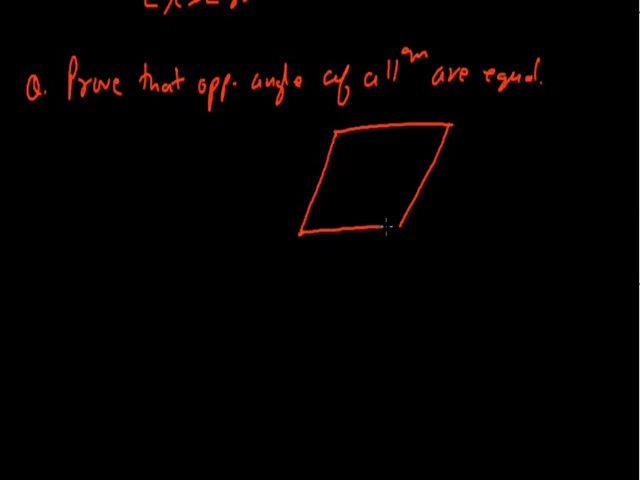 Q. Prove that opp. angle of a ||gm are equal.